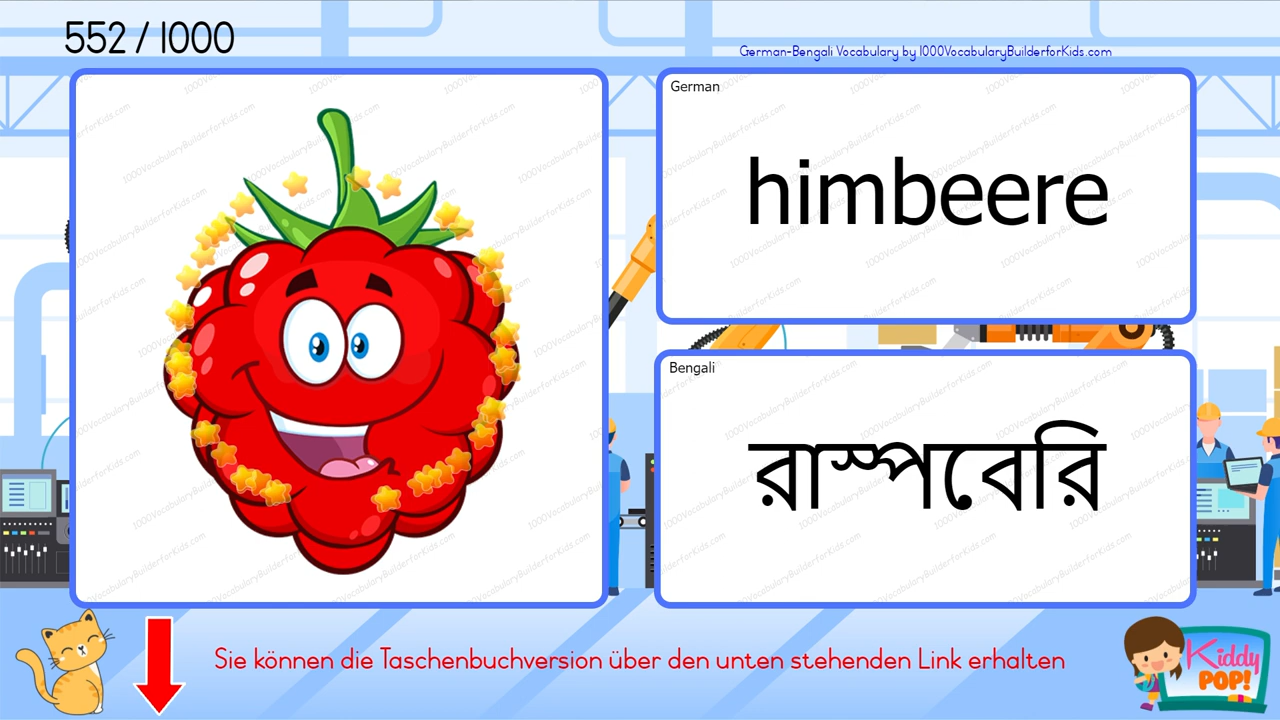 552 / 1000
German-Bengali Vocabulary by 1000VocabularyBuilderforKids.com
German
himbeere
Bengali
রাস্পবেরি
Sie können die Taschenbuchversion über den unten stehenden Link erhalten
Kiddy
POP!